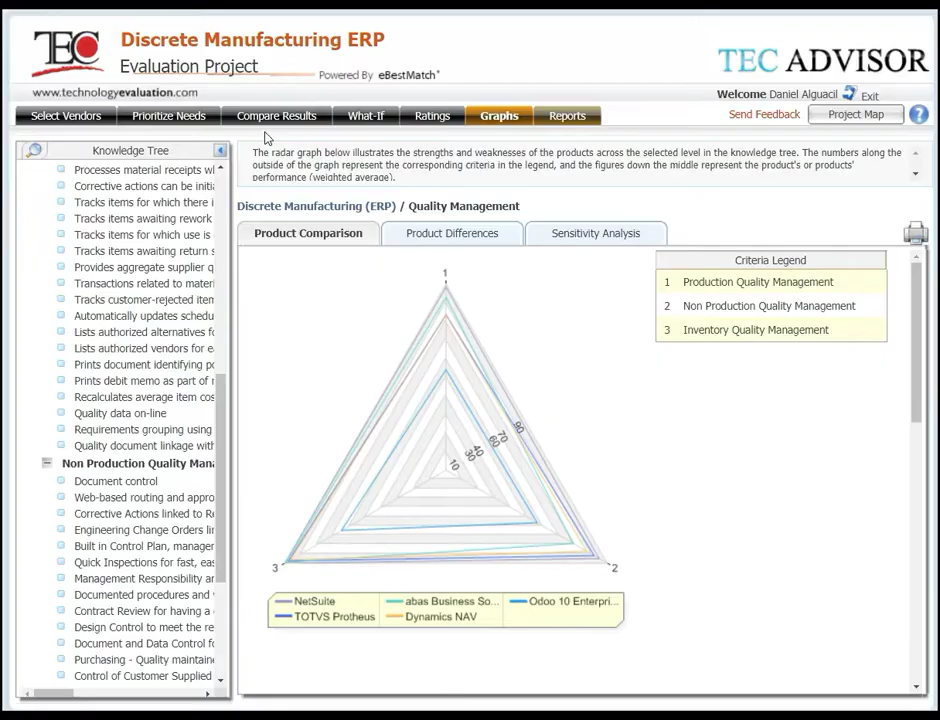 TEC
Discrete Manufacturing ERP
Evaluation Project
Powered By eBestMatch
TEC ADVISOR
www.technologyevaluation.com
Welcome Daniel Alguacil Exit
Select Vendors Prioritize Needs Compare Results What-If Ratings Graphs Reports Send Feedback Project Map ?
Knowledge Tree
Processes material receipts wl
Corrective actions can be initia
Tracks items for which there i
Tracks items awaiting rework
Tracks items for which use is
Tracks items awaiting return s
Provides aggregate supplier q
Transactions related to materi
Tracks customer-rejected item
Automatically updates schedu
Lists authorized alternatives fo
Lists authorized vendors for e
Prints document identifying po
Prints debit memo as part of r
Recalculates average item cos
Quality data on-line
Requirements grouping using
Quality document linkage with
Non Production Quality Mana
Document control
Web-based routing and appro
Corrective Actions linked to Re
Engineering Change Orders lin
Built in Control Plan, manager
Quick Inspections for fast, eas
Management Responsibility ar
Documented procedures and
Contract Review for having a
Design Control to meet the re
Document and Data Control fo
Purchasing - Quality maintaine
Control of Customer Supplied
The radar graph below illustrates the strengths and weaknesses of the products across the selected level in the knowledge tree. The numbers along the
outside of the graph represent the corresponding criteria in the legend, and the figures down the middle represent the product's or products'
performance (weighted average).
Discrete Manufacturing (ERP) / Quality Management
Product Comparison Product Differences Sensitivity Analysis
Criteria Legend
1 Production Quality Management
2 Non Production Quality Management
3 Inventory Quality Management
1
90
70
60
40
30
10
3
2
NetSuite abas Business So... Odoo 10 Enterpri...
TOTVS Protheus Dynamics NAV